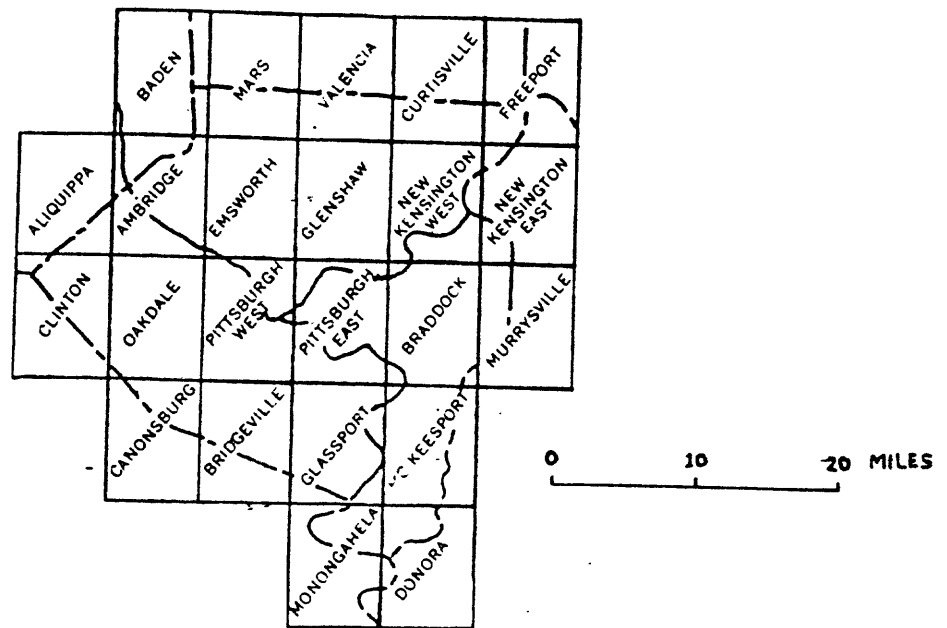 BADEN
MARS
VALENCIA
CURTISVILLE
FREEPORT
ALIQUIPPA
AMBRIDGE
EMSWORTH
GLENSHAW
NEW
KENSINGTON
WEST
NEW
KENSINGTON
EAST
CLINTON
OAKDALE
PITTSBURGH
WEST
PITTSBURGH
EAST
BRADDOCK
MURRYSVILLE
CANONSBURG
BRIDGEVILLE
GLASSPORT
KEESPORT
0 10 20 MILES
MONONGAHELA
DONORA